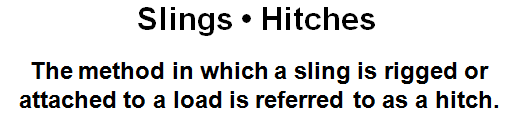 Slings • Hitches
The method in which a sling is rigged or
attached to a load is referred to as a hitch.